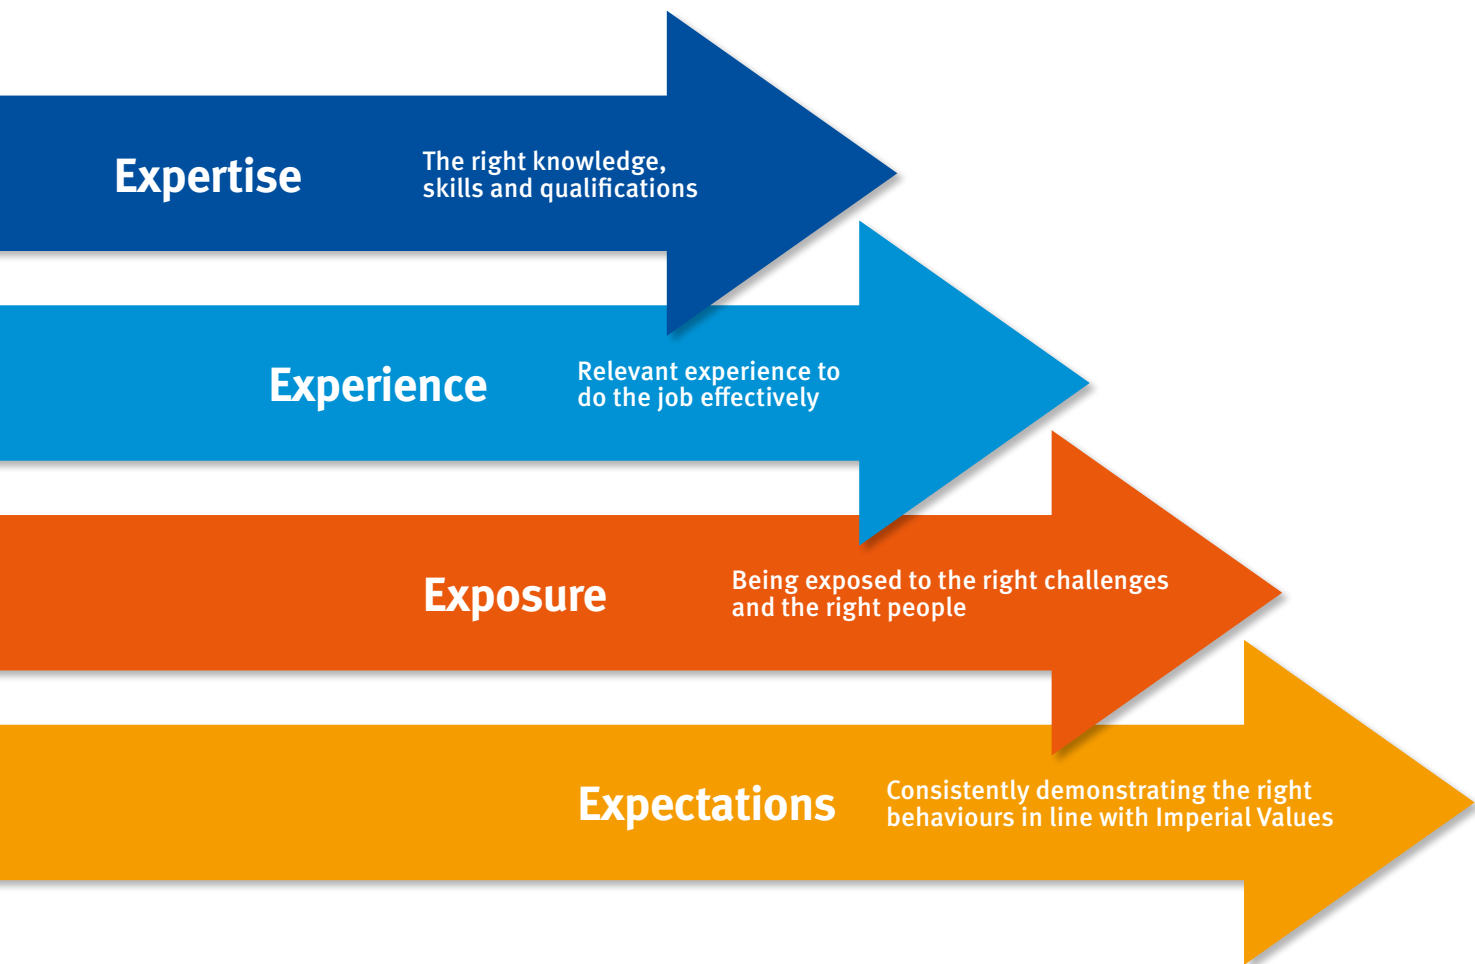 Expertise
The right knowledge,
skills and qualifications
Experience
Relevant experience to
do the job effectively
Exposure
Being exposed to the right challenges
and the right people
Expectations
Consistently demonstrating the right
behaviours in line with Imperial Values